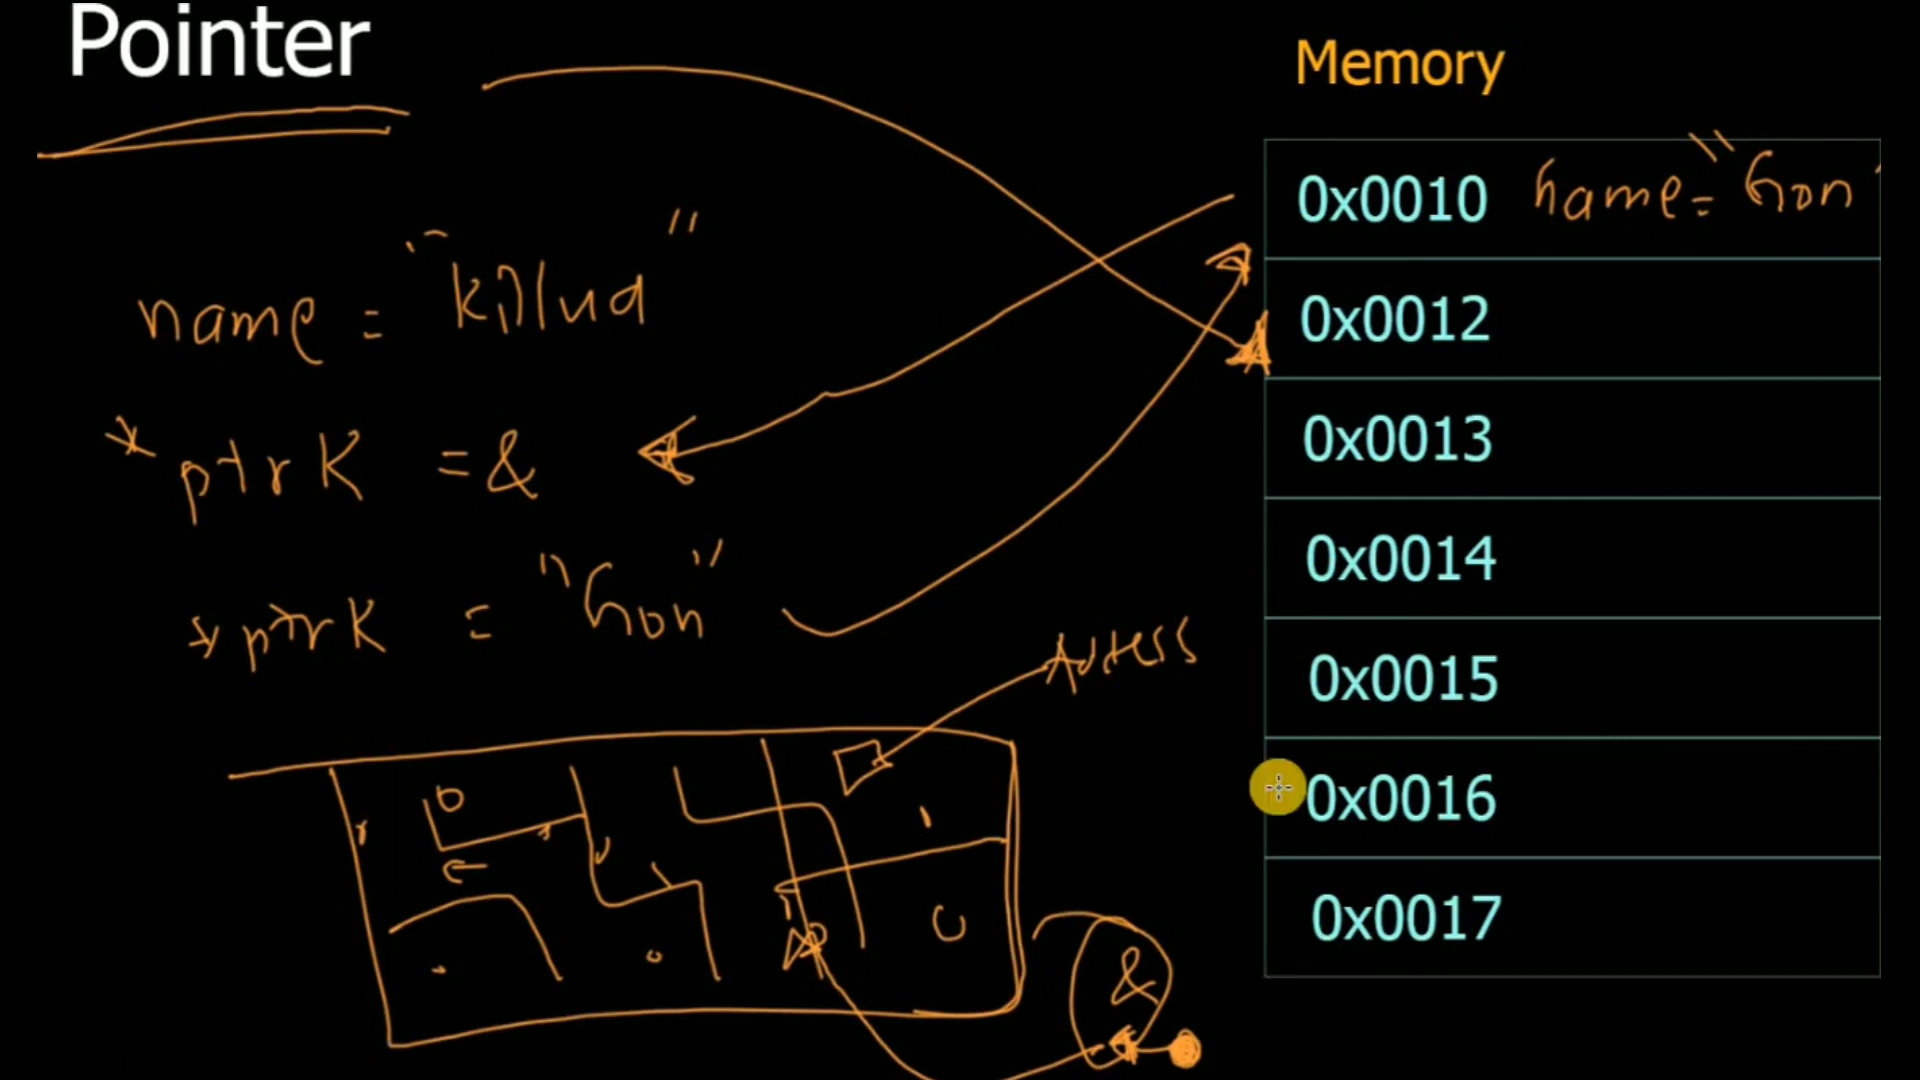 Pointer
name = "killua"
*ptrK = &
*ptrK = "Gon"
Address
&
Memory
0x0010 name = "Gon"
0x0012
0x0013
0x0014
0x0015
0x0016
0x0017